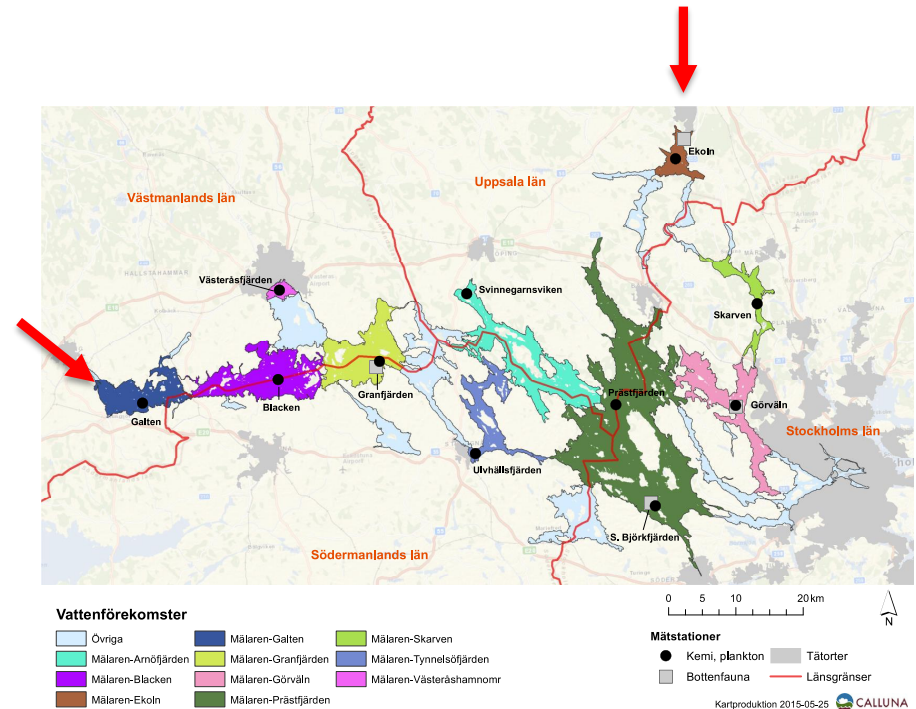 Ekoln
Uppsala län
Västmanlands län
Västeråsfjärden
Svinnegarnsviken
Skarven
Galten
Blacken
Granfjärden
Prästfjärden
Görväln
Stockholms län
Ulvhällsfjärden
S. Björkfjärden
Södermanlands län
Vattenförekomster
Övriga
Mälaren-Galten
Mälaren-Skarven
Mälaren-Arnöfjärden
Mälaren-Granfjärden
Mälaren-Tynnelsöfjärden
Mälaren-Blacken
Mälaren-Görväln
Mälaren-Västeråshamnomr
Mälaren-Ekoln
Mälaren-Prästfjärden
0 5 10 20 km
N
Mätstationer
Kemi, plankton
Tätorter
Bottenfauna
Länsgränser
Kartproduktion 2015-05-25 CALLUNA